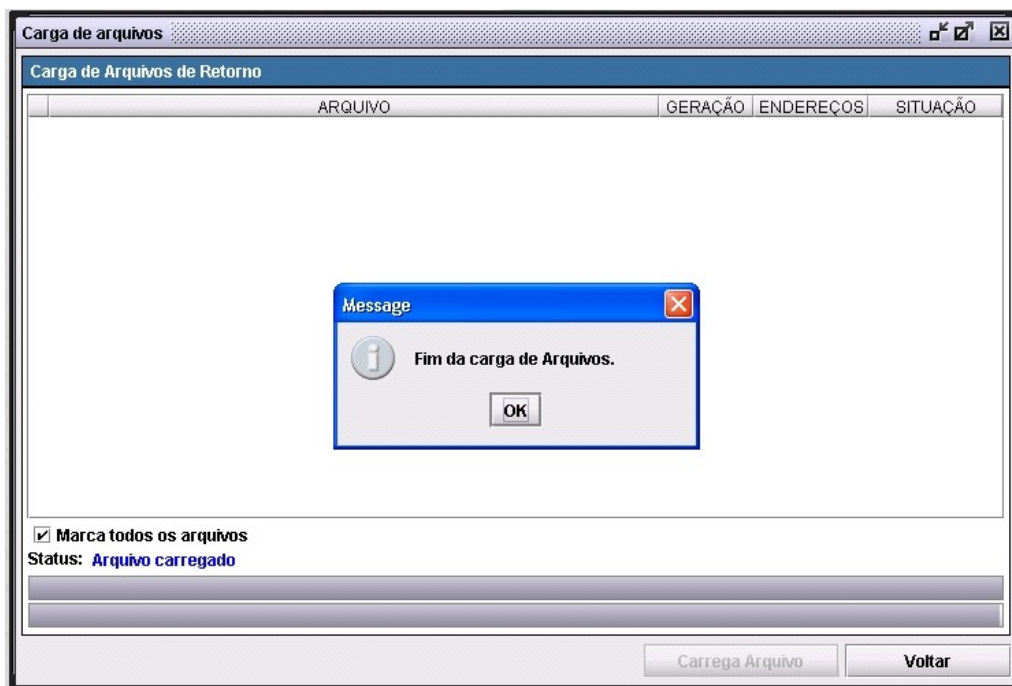 Carga de arquivos
Carga de Arquivos de Retorno
ARQUIVO GERAÇÃO ENDEREÇOS SITUAÇÃO
Message
Fim da carga de Arquivos.
OK
Marca todos os arquivos
Status: Arquivo carregado
Carrega Arquivo Voltar